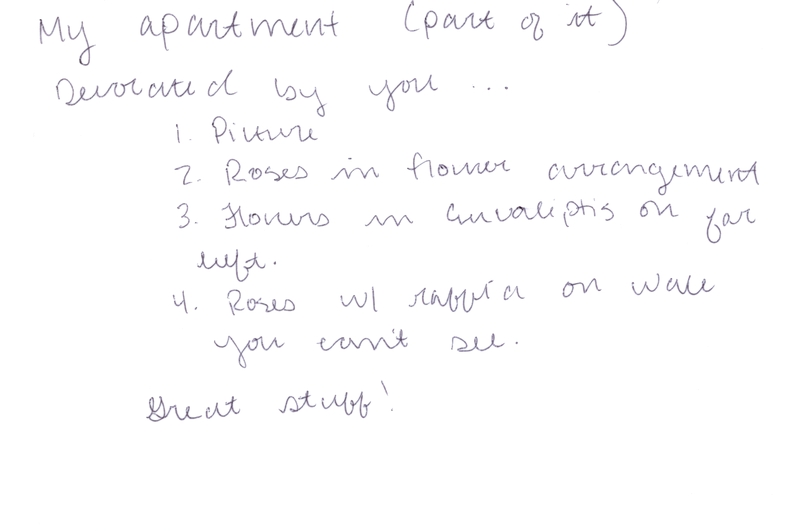 My apartment (part of it)
Decorated by you ...
1. Picture
2. Roses in flower arrangement
3. Flowers in Eucaliptis on far
left.
4. Roses w/ raffia on wall
you can't see.
Great stuff!